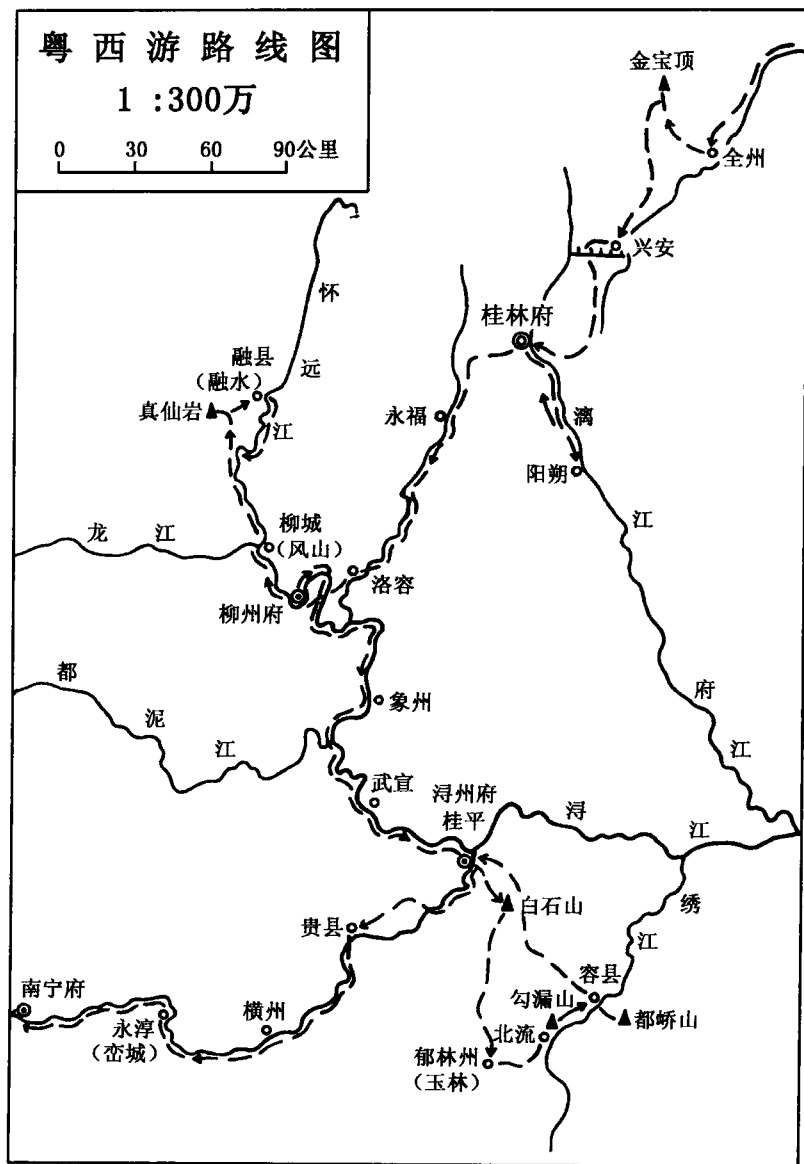 粤西游路线图
1:300万
0 30 60 90公里
金宝顶
全州
兴安
桂林府
怀
远
江
融县
(融水)
真仙岩
永福
漓
江
阳朔
龙江
柳城
(凤山)
洛容
柳州府
都
泥
江
象州
府
江
武宣
浔州府
桂平
浔
江
白石山
绣
江
贵县
容县
勾漏山
都峤山
北流
南宁府
永淳
(峦城)
横州
郁林州
(玉林)